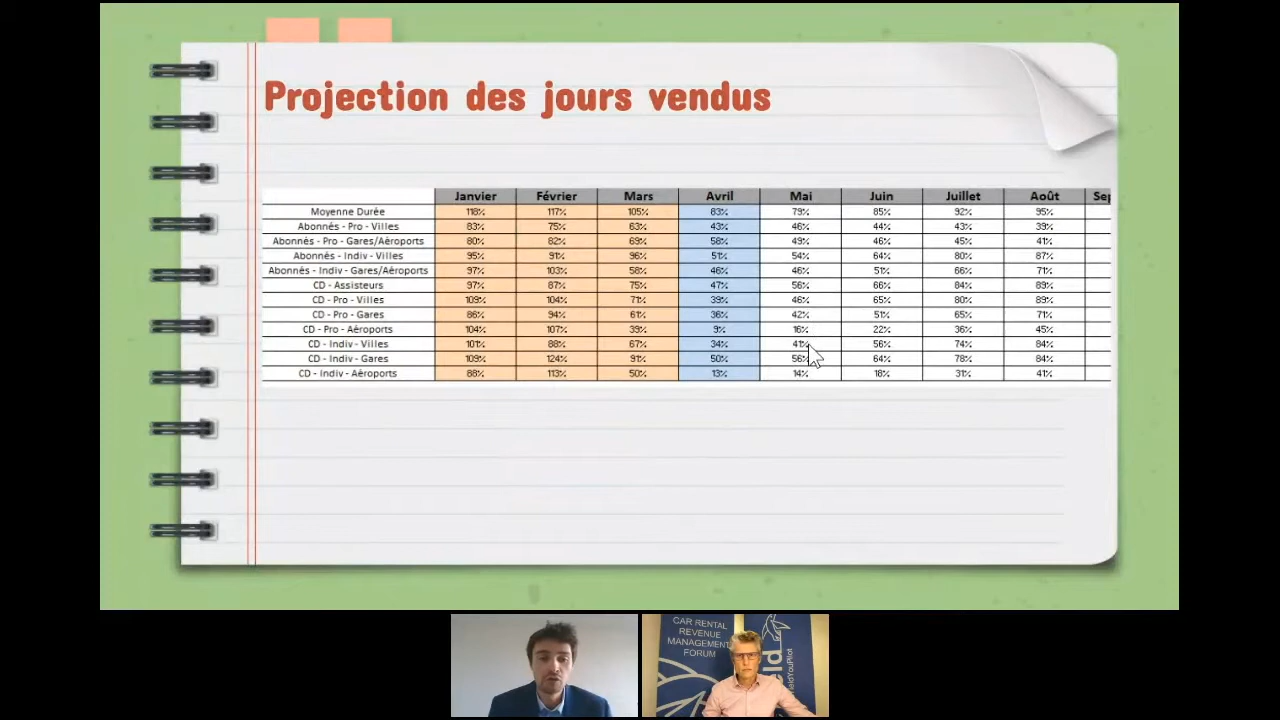 Projection des jours vendus
Janvier Février Mars Avril Mai Juin Juillet Août Sep
Moyenne Durée 118% 117% 105% 83% 79% 85% 92% 95%
Abonnés - Pro - Villes 83% 75% 63% 43% 46% 44% 43% 39%
Abonnés - Pro - Gares/Aéroports 80% 82% 69% 58% 49% 46% 45% 41%
Abonnés - Indiv - Villes 95% 91% 96% 51% 54% 64% 80% 87%
Abonnés - Indiv - Gares/Aéroports 97% 103% 58% 46% 46% 51% 66% 71%
CD - Assisteurs 97% 87% 75% 47% 56% 66% 84% 89%
CD - Pro - Villes 109% 104% 71% 39% 46% 65% 80% 89%
CD - Pro - Gares 86% 94% 61% 36% 42% 51% 65% 71%
CD - Pro - Aéroports 104% 107% 39% 9% 16% 22% 36% 45%
CD - Indiv - Villes 101% 88% 67% 34% 41% 56% 74% 84%
CD - Indiv - Gares 109% 124% 91% 50% 56% 64% 78% 84%
CD - Indiv - Aéroports 88% 113% 50% 13% 14% 18% 31% 41%
CAR RENTAL
REVENUE
MANAGEMENT
FORUM